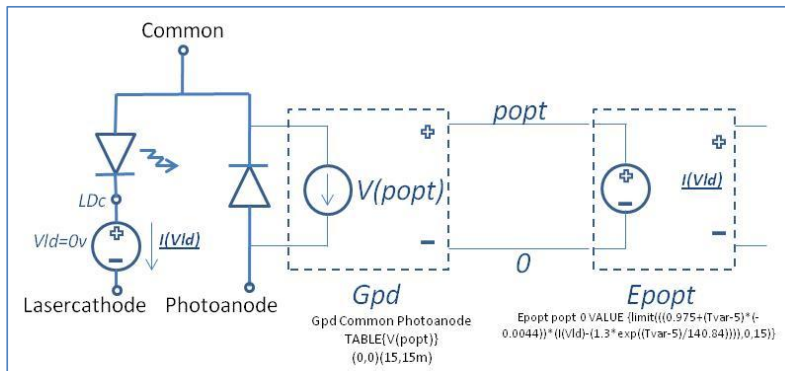 Common
LDc
Vld=0v
I(Vld)
Lasercathode
Photoanode
V(popt)
Gpd
Gpd Common Photoanode
TABLE{V(popt)}
(0,0)(15,15m)
popt
0
I(Vld)
Epopt
Epopt popt 0 VALUE {limit(((0.975+(Tvar-5)*(-
0.0044))*(I(Vld)-(1.3*exp((Tvar-5)/140.84)))),0,15)}